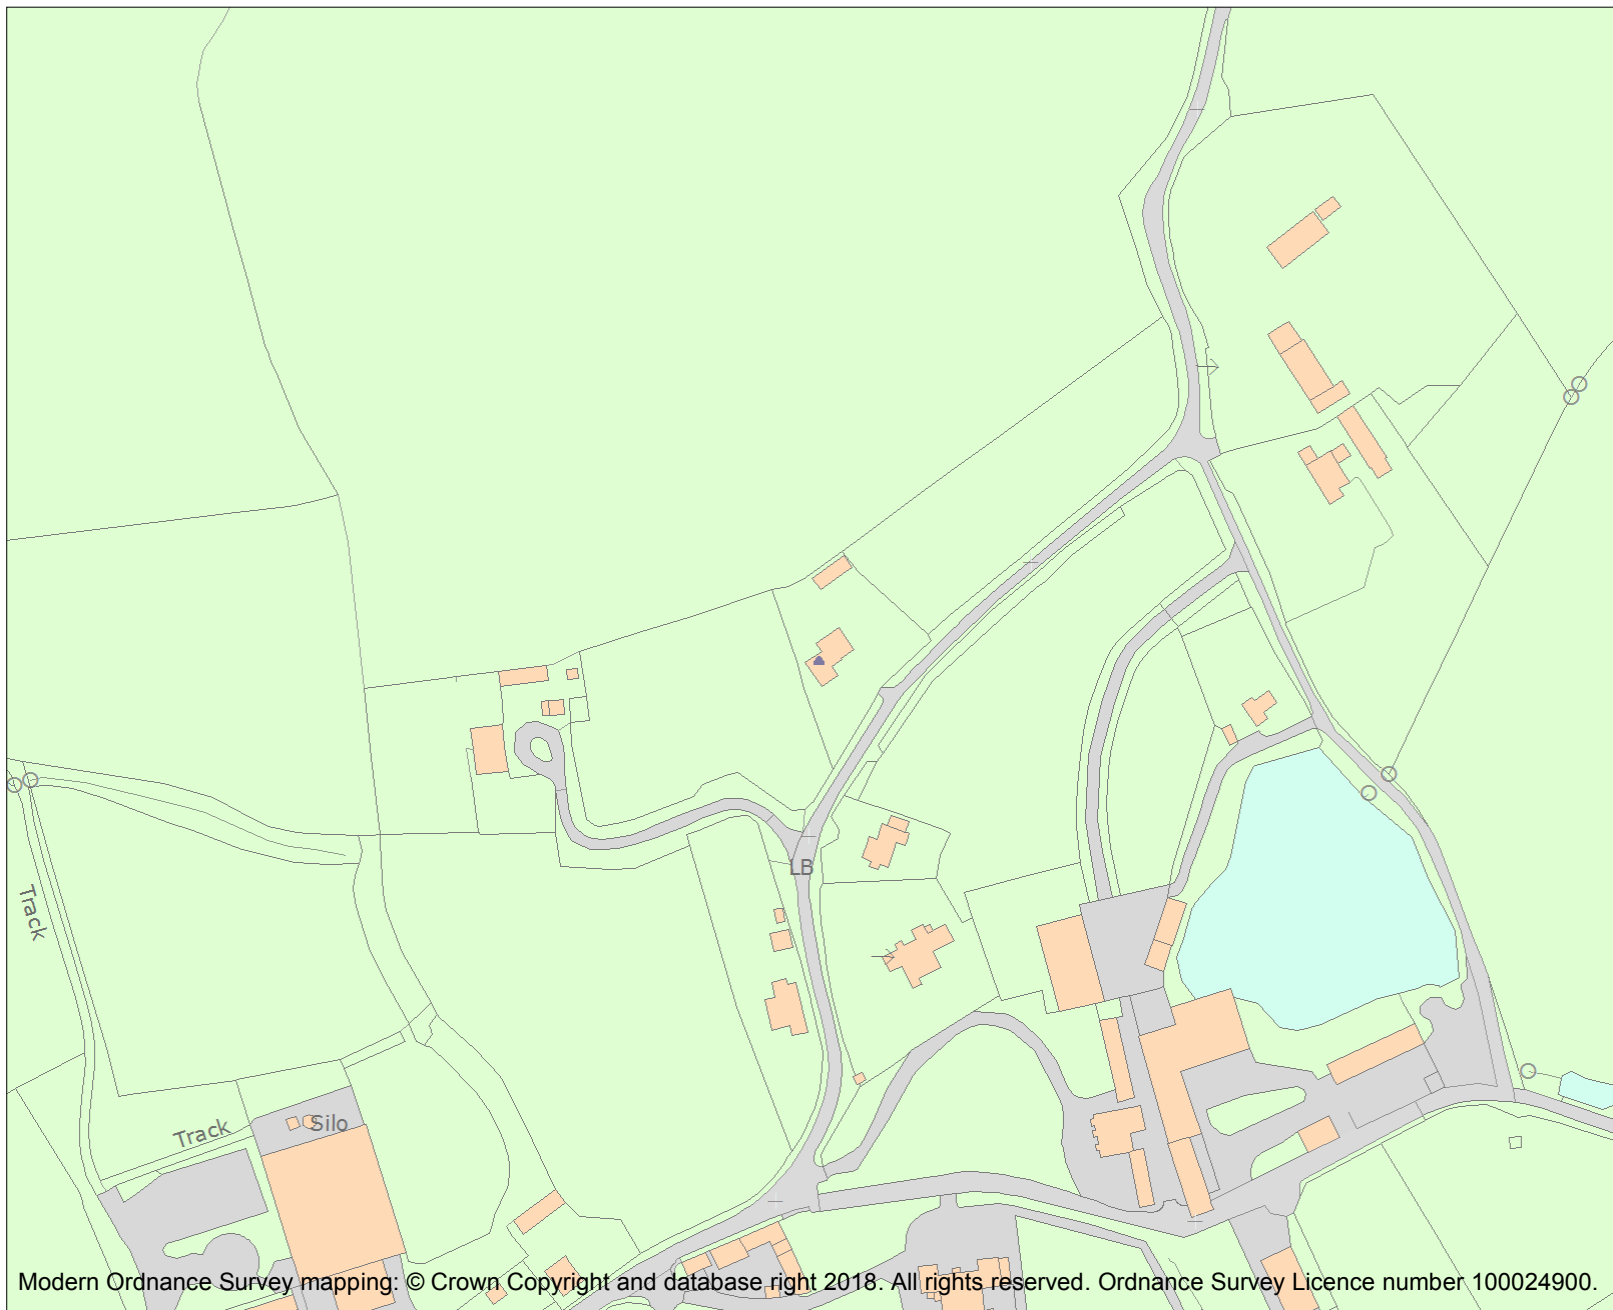 LB
Track
Silo
Track
Modern Ordnance Survey mapping: © Crown Copyright and database right 2018. All rights reserved. Ordnance Survey Licence number 100024900.